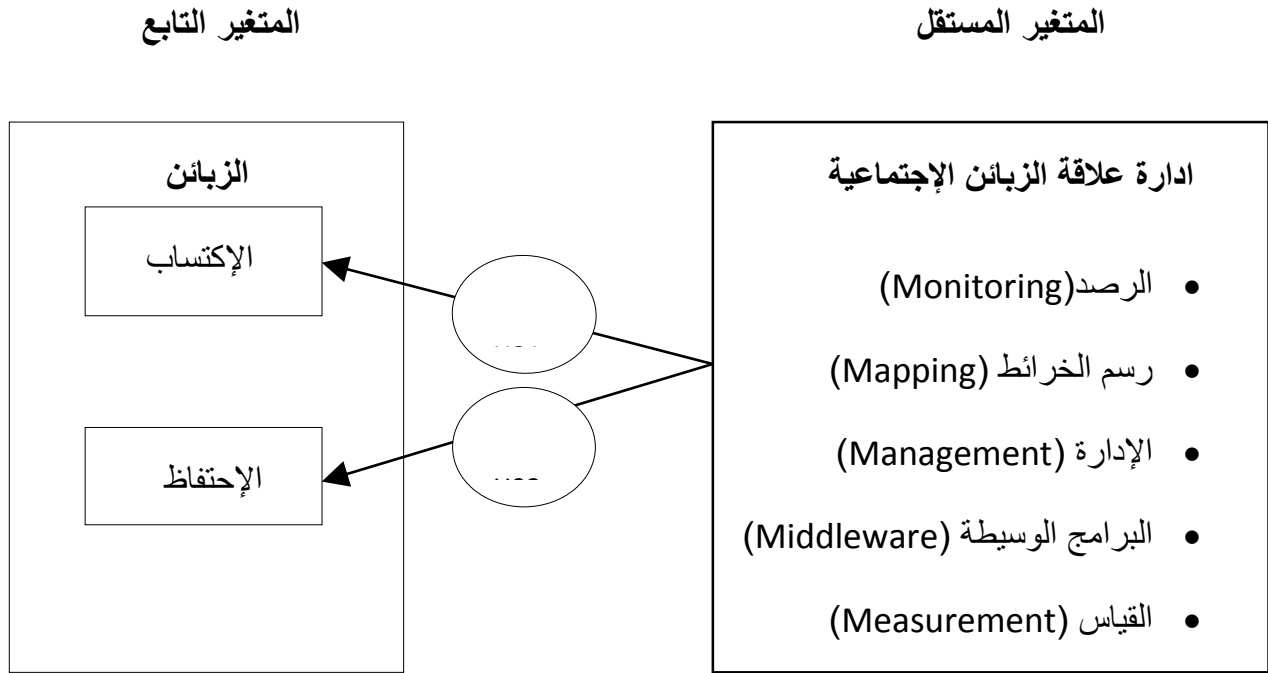 المتغير المستقل
المتغير التابع
ادارة علاقة الزبائن الإجتماعية
الرصد(Monitoring)
رسم الخرائط (Mapping)
الإدارة (Management)
البرامج الوسيطة (Middleware)
القياس (Measurement)
الزبائن
الإكتساب
الإحتفاظ